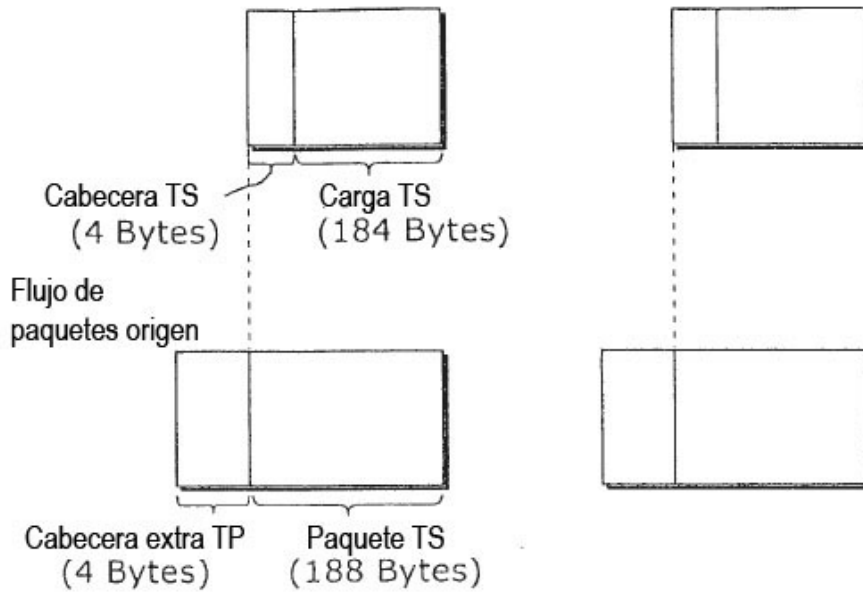 Cabecera TS
(4 Bytes)
Carga TS
(184 Bytes)
Flujo de
paquetes origen
Cabecera extra TP
(4 Bytes)
Paquete TS
(188 Bytes)